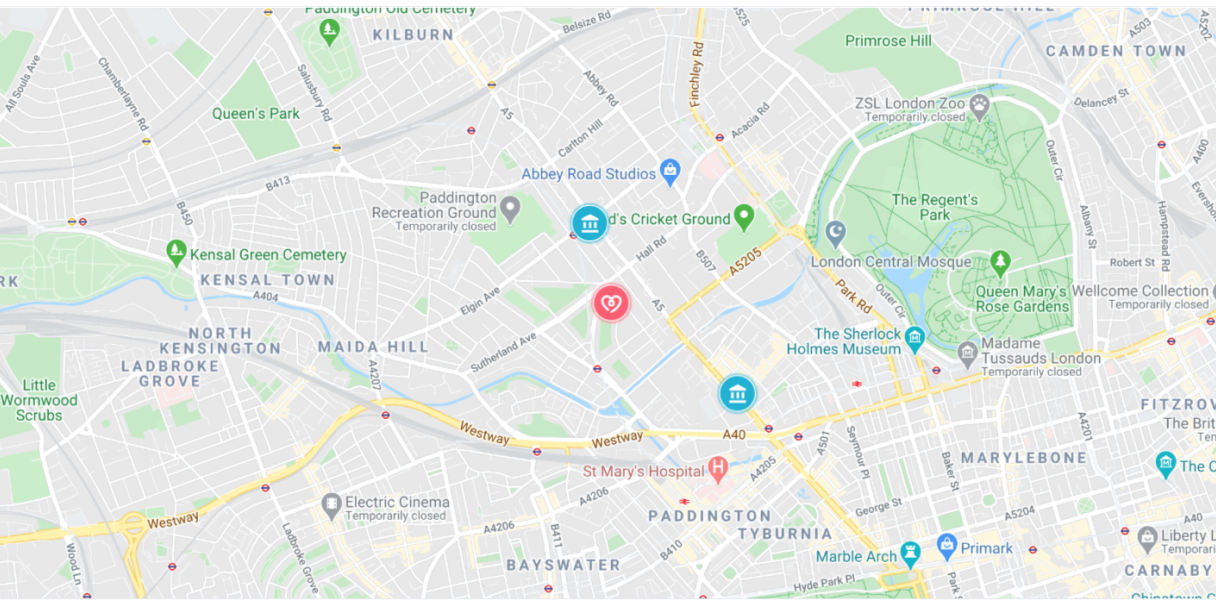 Paddington Old Cemetery
PRIMROSE HILL
KILBURN
Belsize Rd
A525
A503
A5202
Primrose Hill
CAMDEN TOWN
All Souls Ave
Chamberlayne Rd
Salusbury Rd
Finchley Rd
Abbey Rd
A5
Acacia Rd
ZSL London Zoo
Temporarily closed
Delancey St
Queen's Park
Carlton Hill
Outer Cir
A400
B413
Abbey Road Studios
Paddington
Recreation Ground
Temporarily closed
B450
d's Cricket Ground
The Regent's
Park
Albany St
Hampstead Rd
Eversho
Kensal Green Cemetery
Hall Rd
B507
A5205
London Central Mosque
Robert St
RK
KENSAL TOWN
A404
Elgin Ave
A5
Park Rd
Outer Cir
Queen Mary's
Rose Gardens
Wellcome Collection
Temporarily closed
NORTH
KENSINGTON
MAIDA HILL
Sutherland Ave
The Sherlock
Holmes Museum
Madame
Tussauds London
Temporarily closed
LADBROKE
GROVE
A4207
Little
Wormwood
Scrubs
Westway
Westway
A40
A501
Seymour Pl
Baker St
A4201
FITZROV
The Brit
Ten
MARYLEBONE
St Mary's Hospital
A4205
The C
Electric Cinema
Temporarily closed
A4206
George St
A5204
Westway
A4206
PADDINGTON
TYBURNIA
A40
Wood Ln
Ladbroke Grove
B411
B410
Marble Arch
Primark
Liberty L
Temporari
BAYSWATER
Hyde Park Pl
Park S
CARNABY
Chinatown G